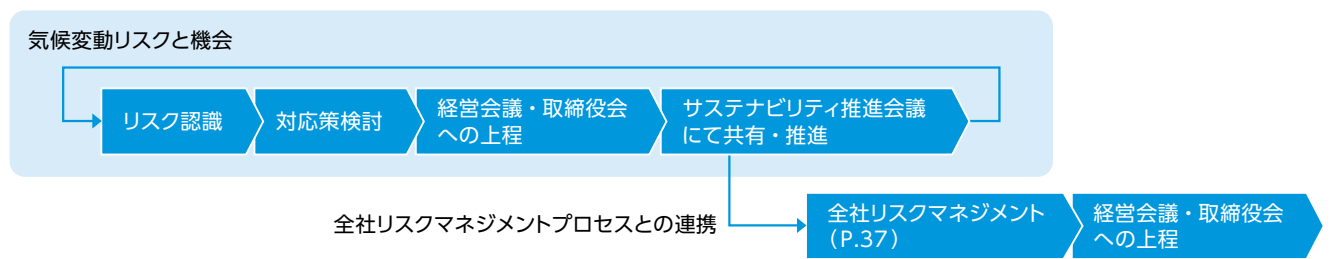 気候変動リスクと機会
リスク認識
対応策検討
経営会議・取締役会
への上程
サステナビリティ推進会議
にて共有・推進
全社リスクマネジメントプロセスとの連携
全社リスクマネジメント
（P.37）
経営会議・取締役会
への上程